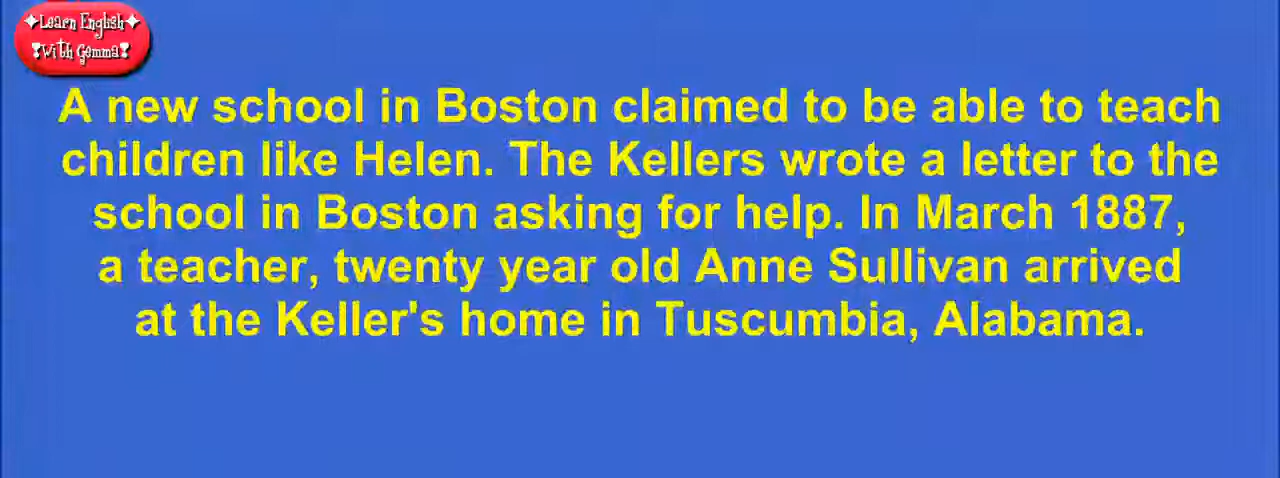 Learn English
With Gemma
A new school in Boston claimed to be able to teach
children like Helen. The Kellers wrote a letter to the
school in Boston asking for help. In March 1887,
a teacher, twenty year old Anne Sullivan arrived
at the Keller's home in Tuscumbia, Alabama.